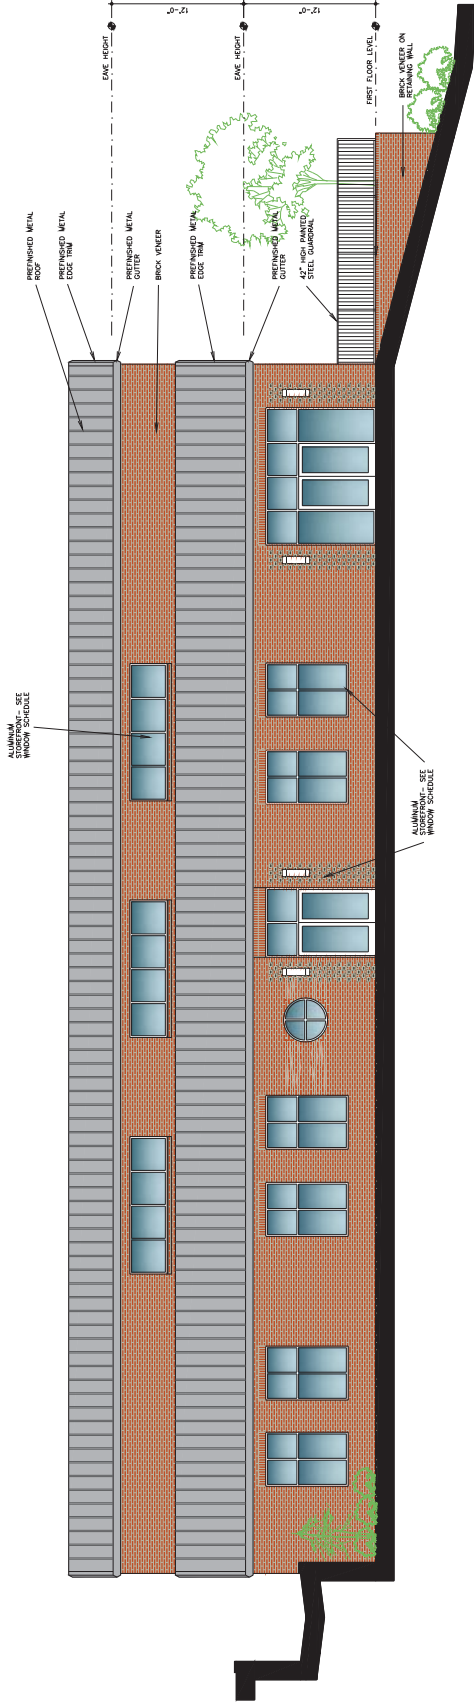 ALUMINUM
STOREFRONT- SEE
WINDOW SCHEDULE
PREFINISHED METAL
ROOF
PREFINISHED METAL
EDGE TRIM
PREFINISHED METAL
GUTTER
BRICK VENEER
PREFINISHED METAL
EDGE TRIM
PREFINISHED METAL
GUTTER
42" HIGH PAINTED
STEEL GUARDRAIL
EAVE HEIGHT
12'-0"
EAVE HEIGHT
12'-0"
FIRST FLOOR LEVEL
BRICK VENEER ON
RETAINING WALL
ALUMINUM
STOREFRONT- SEE
WINDOW SCHEDULE